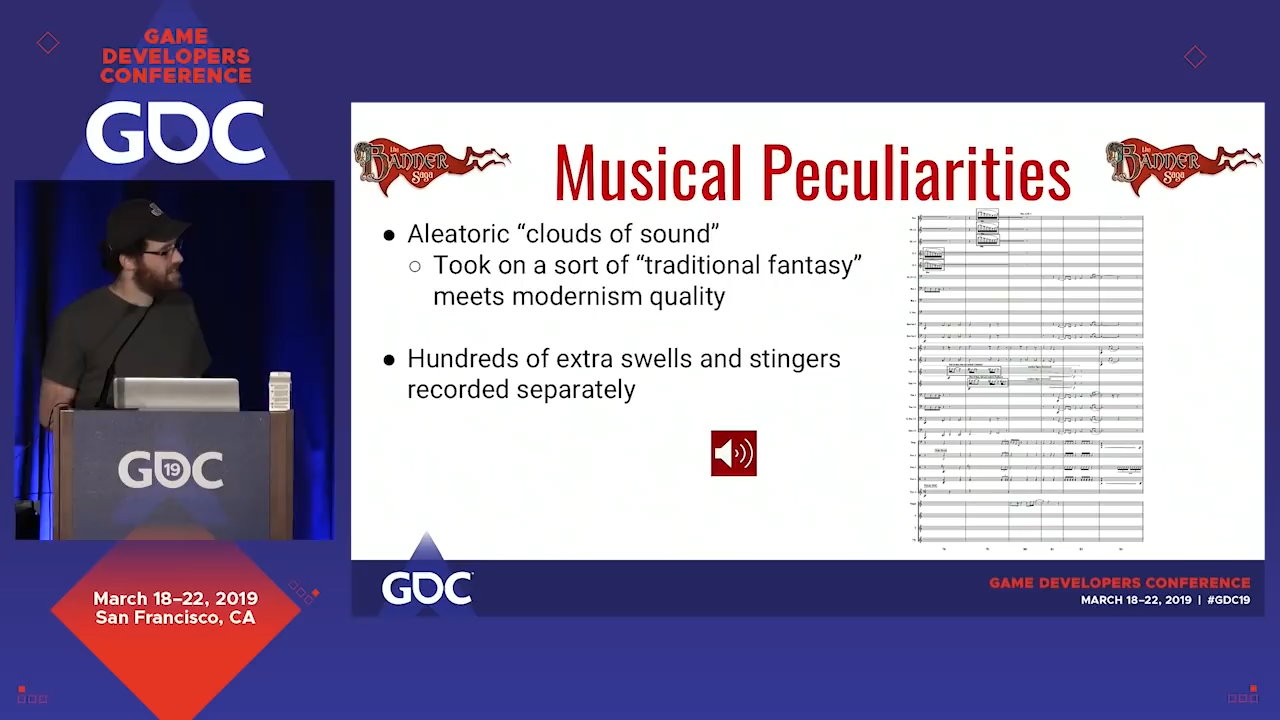 GAME
DEVELOPERS
CONFERENCE
GDC
the
BANNER
Saga
Musical Peculiarities
the
BANNER
Saga
● Aleatoric “clouds of sound”
○ Took on a sort of “traditional fantasy”
meets modernism quality
● Hundreds of extra swells and stingers
recorded separately
GDC
19
March 18–22, 2019
San Francisco, CA
GDC
GAME DEVELOPERS CONFERENCE
MARCH 18–22, 2019 | #GDC19